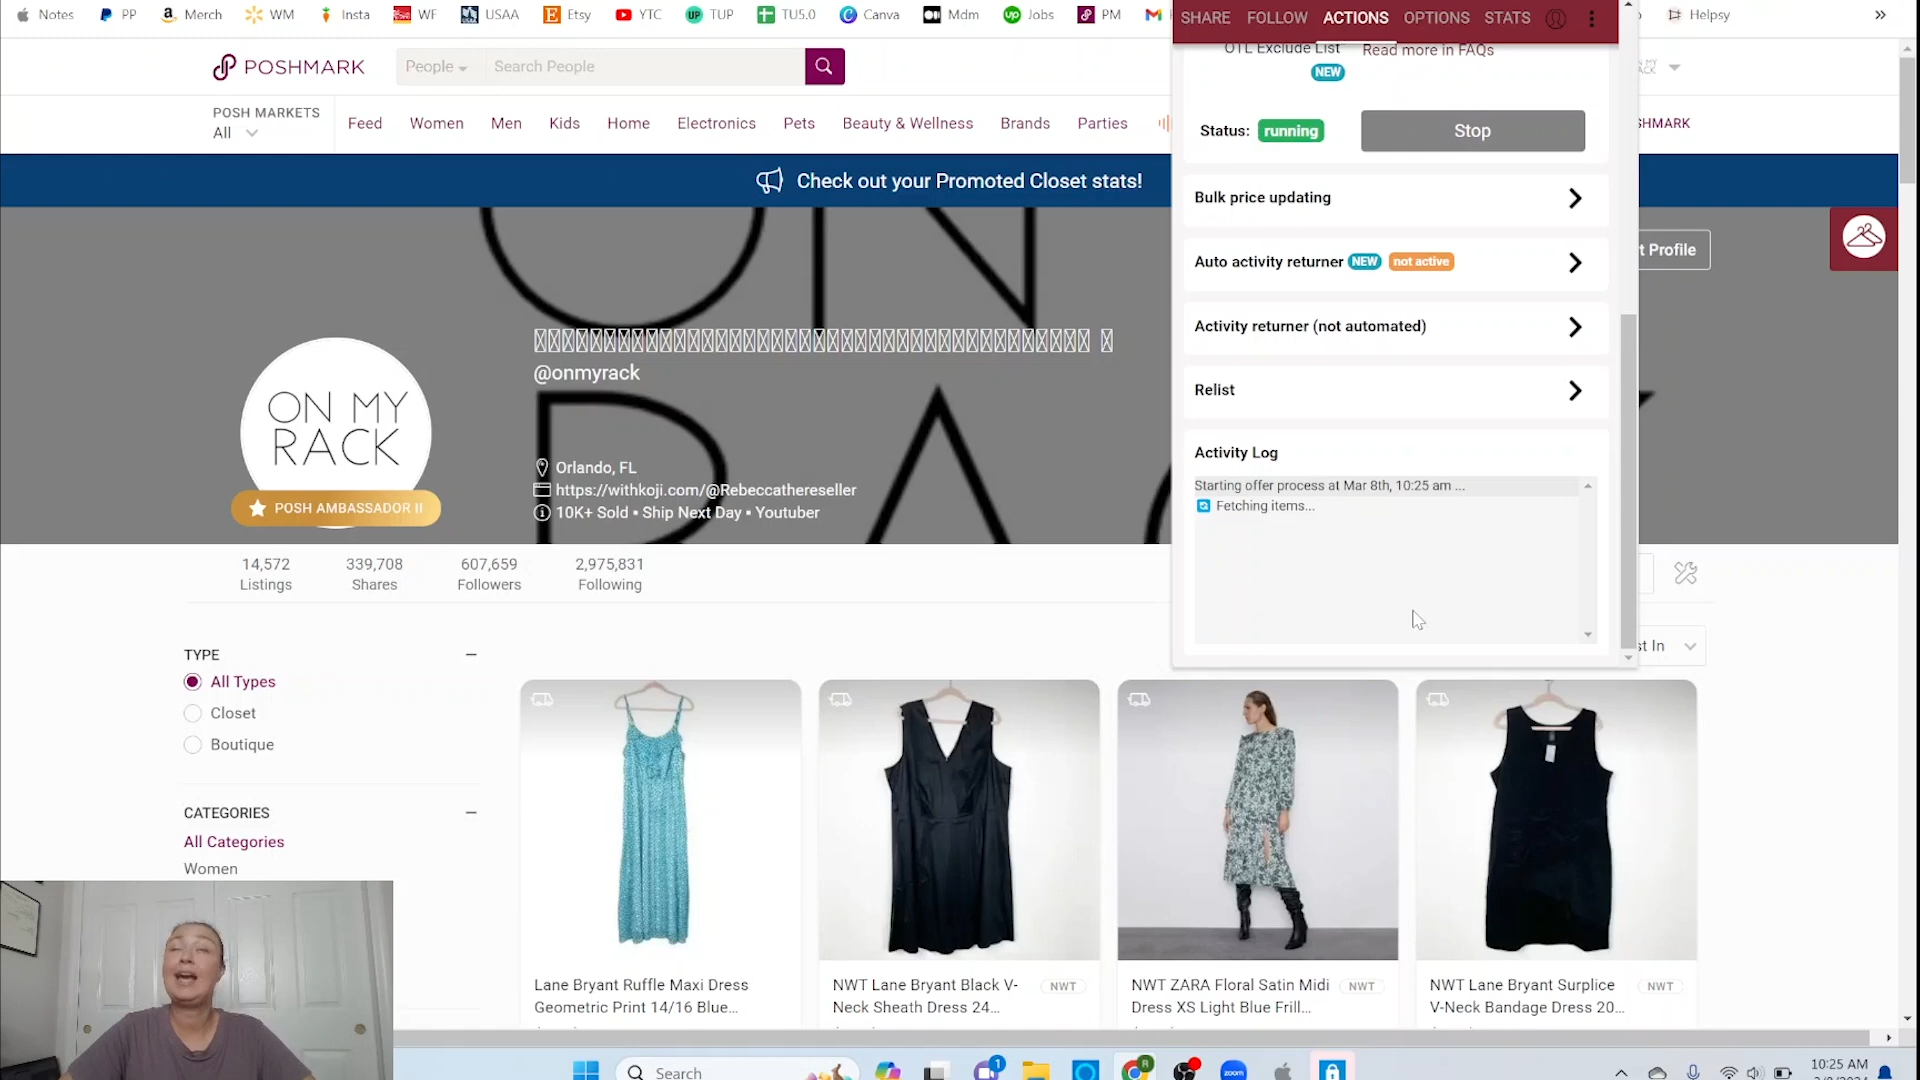 Notes PP Merch WM Insta WF USAA Etsy YTC TUP TU5.0 Canva Mdm Jobs PM Helpsy
SHARE FOLLOW ACTIONS OPTIONS STATS
POSHMARK People Search People
OTL Exclude List Read more in FAQs
NEW
POSH MARKETS
All
Feed Women Men Kids Home Electronics Pets Beauty & Wellness Brands Parties
Status: running Stop
Check out your Promoted Closet stats!
Bulk price updating
Auto activity returner NEW not active
Profile
Activity returner (not automated)
Relist
Activity Log
Starting offer process at Mar 8th, 10:25 am ...
Fetching items...
ON MY
RACK
POSH AMBASSADOR II
@onmyrack
Orlando, FL
https://withkoji.com/@Rebeccathereseller
10K+ Sold ▪ Ship Next Day ▪ Youtuber
14,572 339,708 607,659 2,975,831
Listings Shares Followers Following
TYPE
All Types
Closet
Boutique
CATEGORIES
All Categories
Women
Lane Bryant Ruffle Maxi Dress
Geometric Print 14/16 Blue...
NWT Lane Bryant Black V-
Neck Sheath Dress 24...
NWT
NWT ZARA Floral Satin Midi
Dress XS Light Blue Frill...
NWT
NWT Lane Bryant Surplice
V-Neck Bandage Dress 20...
NWT
Search
zoom
10:25 AM